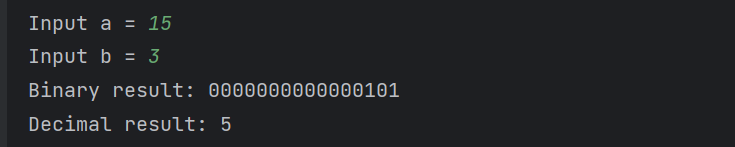 Input a = 15
Input b = 3
Binary result: 0000000000000101
Decimal result: 5